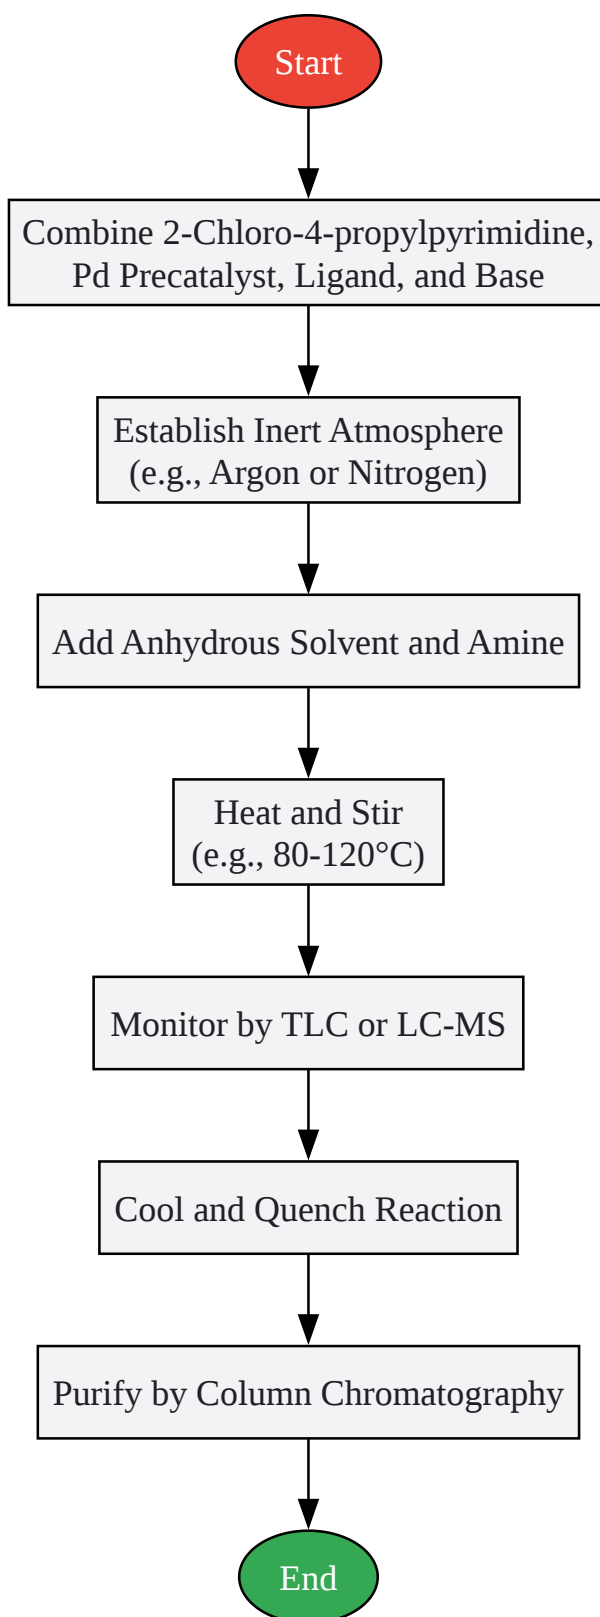 Start
Combine 2-Chloro-4-propylpyrimidine,
Pd Precatalyst, Ligand, and Base
Establish Inert Atmosphere
(e.g., Argon or Nitrogen)
Add Anhydrous Solvent and Amine
Heat and Stir
(e.g., 80-120°C)
Monitor by TLC or LC-MS
Cool and Quench Reaction
Purify by Column Chromatography
End